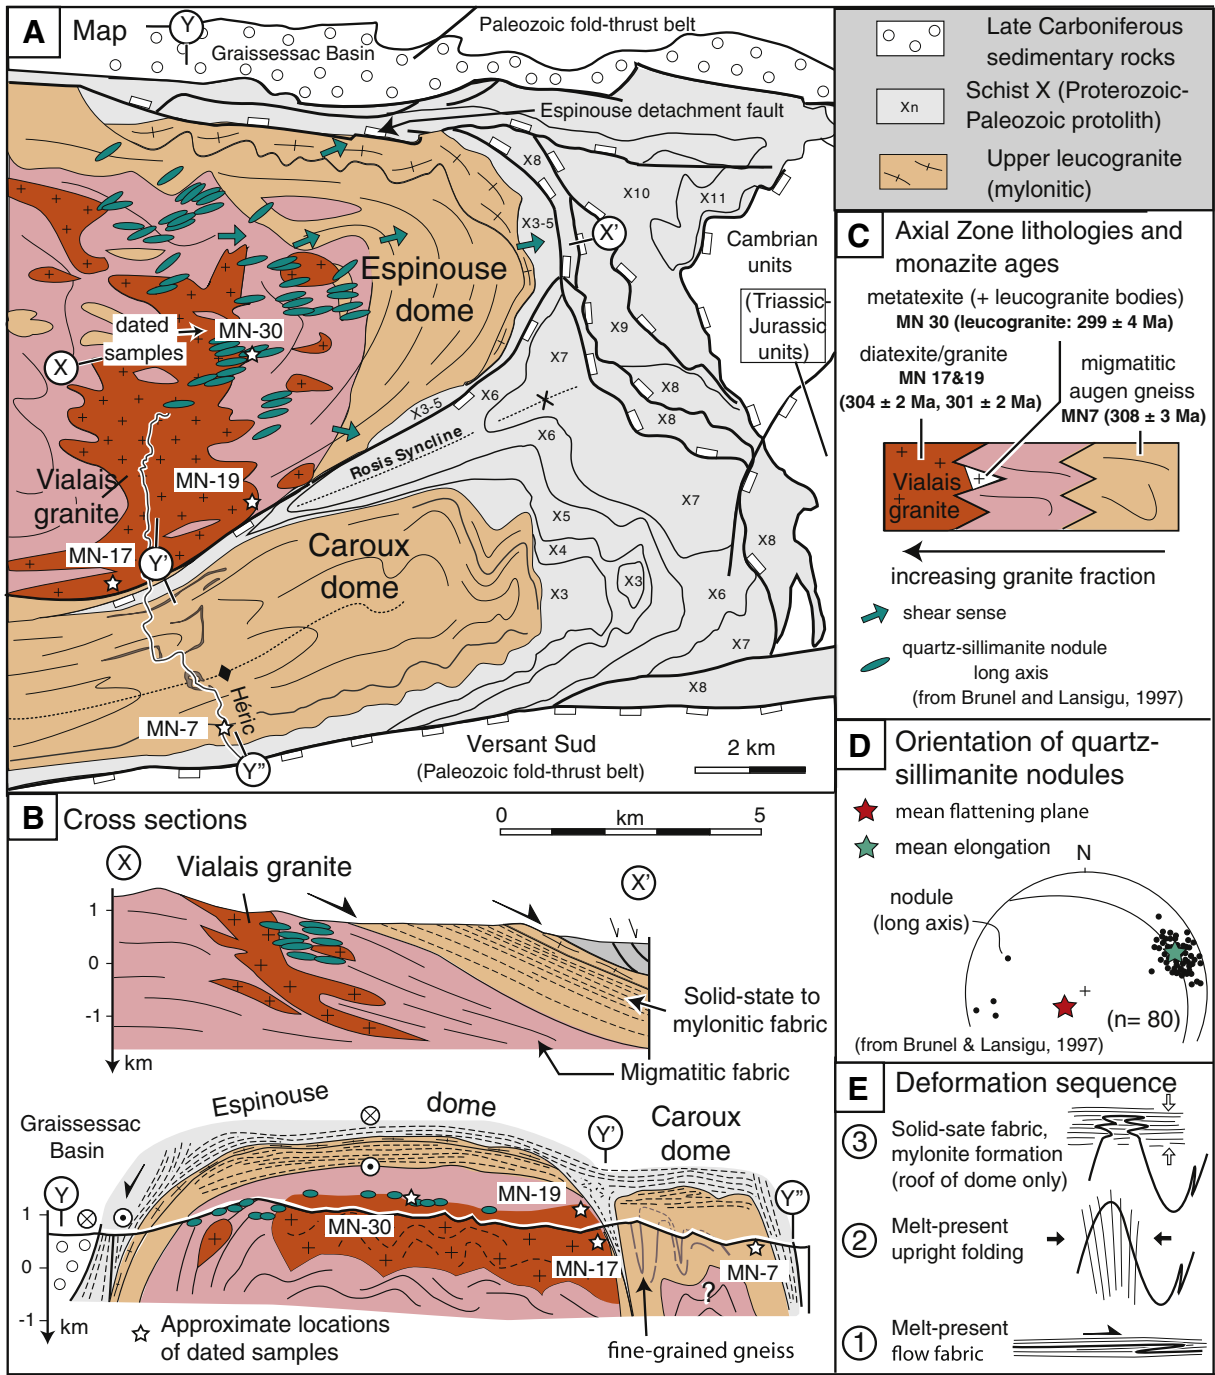 A
Map
Y
Paleozoic fold-thrust belt
Graissessac Basin
Espinouse detachment fault
X8
X10
X11
X3-5
X'
Cambrian
units
(Triassic-
Jurassic
units)
Espinouse
dome
dated
samples
MN-30
X
X9
X7
X8
X6
X3-5
X8
X6
Rosis Syncline
Vialais
granite
MN-19
X7
X5
X8
MN-17
Y'
Caroux
dome
X4
X3
X3
X6
X7
X8
Héric
MN-7
Y"
Versant Sud
(Paleozoic fold-thrust belt)
2 km
Late Carboniferous
sedimentary rocks
Xn
Schist X (Proterozoic-
Paleozoic protolith)
Upper leucogranite
(mylonitic)
C
Axial Zone lithologies and
monazite ages
metatexite (+ leucogranite bodies)
MN 30 (leucogranite: 299 ± 4 Ma)
diatexite/granite
MN 17&19
(304 ± 2 Ma, 301 ± 2 Ma)
migmatitic
augen gneiss
MN7 (308 ± 3 Ma)
Vialais
granite
increasing granite fraction
shear sense
quartz-sillimanite nodule
long axis
(from Brunel and Lansigu, 1997)
B
Cross sections
0
km
5
X
Vialais granite
X'
1
0
-1
km
Solid-state to
mylonitic fabric
Migmatitic fabric
Graissessac
Basin
Espinouse
dome
Caroux
dome
Y
Y'
Y"
MN-19
MN-30
MN-17
MN-7
?
1
0
-1
km
Approximate locations
of dated samples
fine-grained gneiss
D
Orientation of quartz-
sillimanite nodules
mean flattening plane
mean elongation
N
nodule
(long axis)
(n= 80)
(from Brunel & Lansigu, 1997)
E
Deformation sequence
3
Solid-sate fabric,
mylonite formation
(roof of dome only)
2
Melt-present
upright folding
1
Melt-present
flow fabric